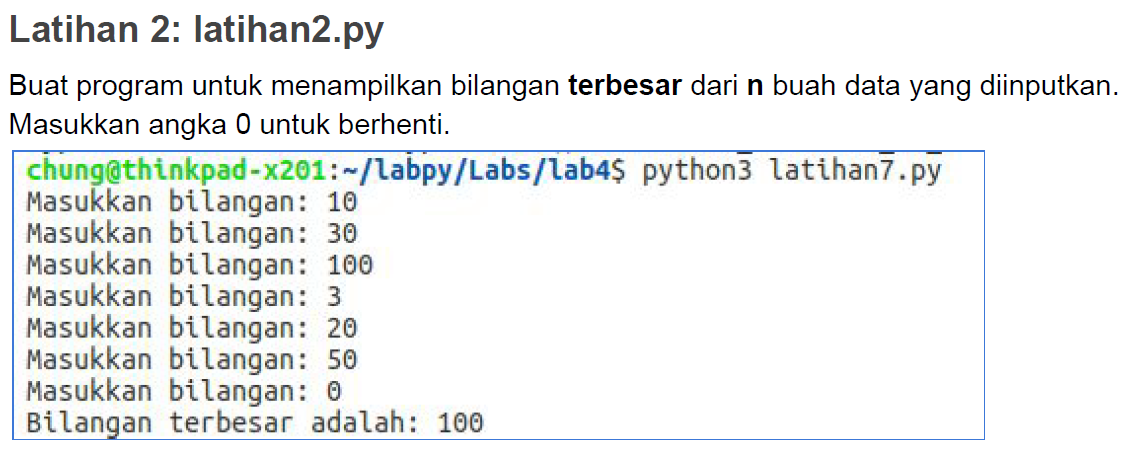 Latihan 2: latihan2.py
Buat program untuk menampilkan bilangan terbesar dari n buah data yang diinputkan.
Masukkan angka 0 untuk berhenti.
chung@thinkpad-x201:~/labpy/Labs/lab4$ python3 latihan7.py
Masukkan bilangan: 10
Masukkan bilangan: 30
Masukkan bilangan: 100
Masukkan bilangan: 3
Masukkan bilangan: 20
Masukkan bilangan: 50
Masukkan bilangan: 0
Bilangan terbesar adalah: 100